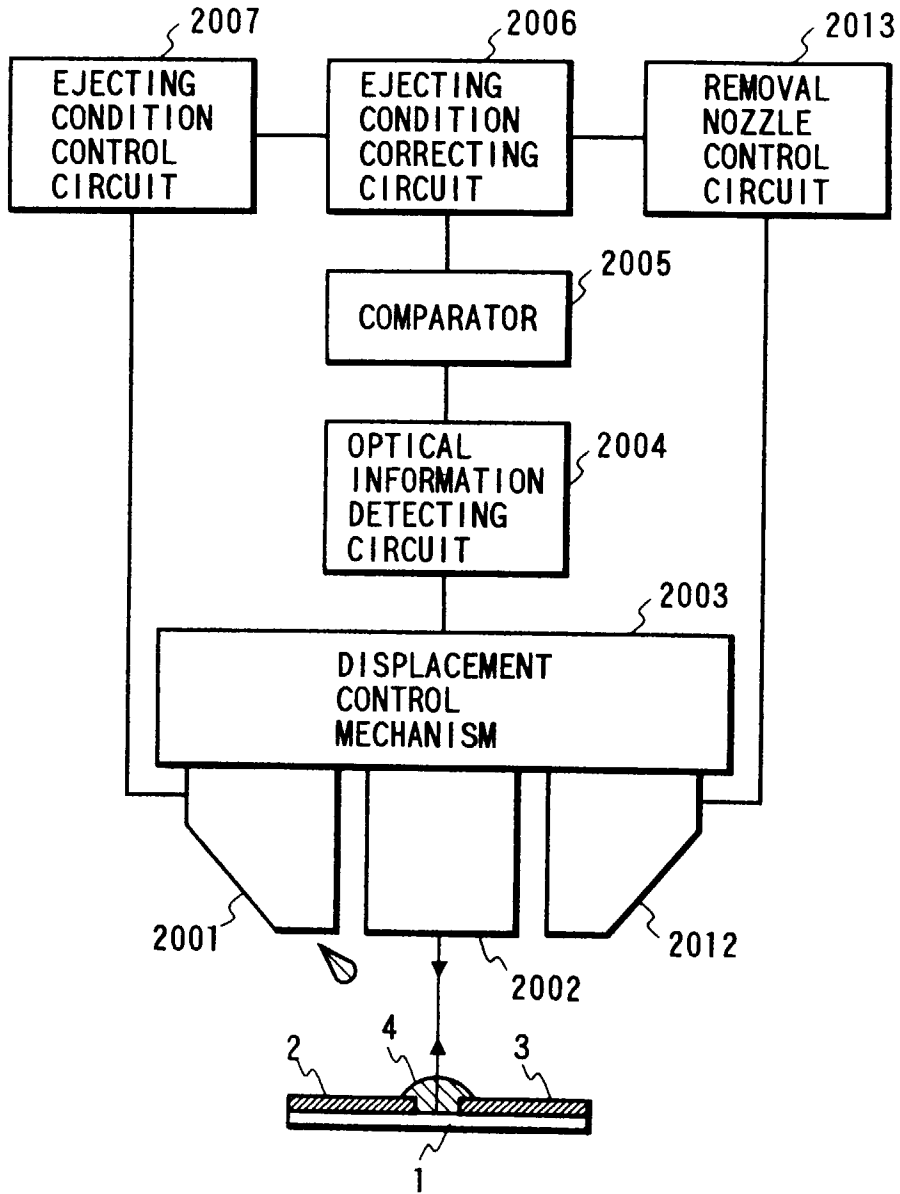 2007
2006
2013
EJECTING
CONDITION
CONTROL
CIRCUIT
EJECTING
CONDITION
CORRECTING
CIRCUIT
REMOVAL
NOZZLE
CONTROL
CIRCUIT
2005
COMPARATOR
2004
OPTICAL
INFORMATION
DETECTING
CIRCUIT
2003
DISPLACEMENT
CONTROL
MECHANISM
2001
2002
2012
2
4
3
1